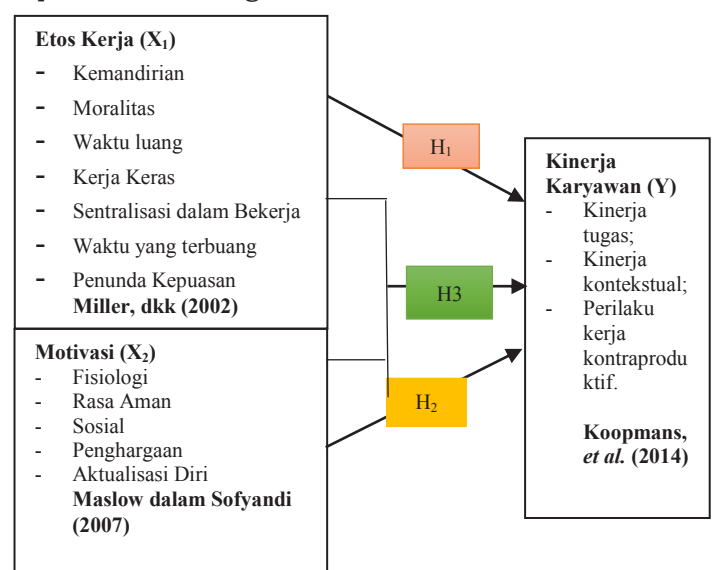 Etos Kerja (X₁)
- Kemandirian
- Moralitas
- Waktu luang
- Kerja Keras
- Sentralisasi dalam Bekerja
- Waktu yang terbuang
- Penunda Kepuasan
Miller, dkk (2002)
Motivasi (X₂)
- Fisiologi
- Rasa Aman
- Sosial
- Penghargaan
- Aktualisasi Diri
Maslow dalam Sofyandi
(2007)
H₁
H3
H₂
Kinerja
Karyawan (Y)
- Kinerja
tugas;
- Kinerja
kontekstual;
- Perilaku
kerja
kontraprodu
ktif.
Koopmans,
et al. (2014)